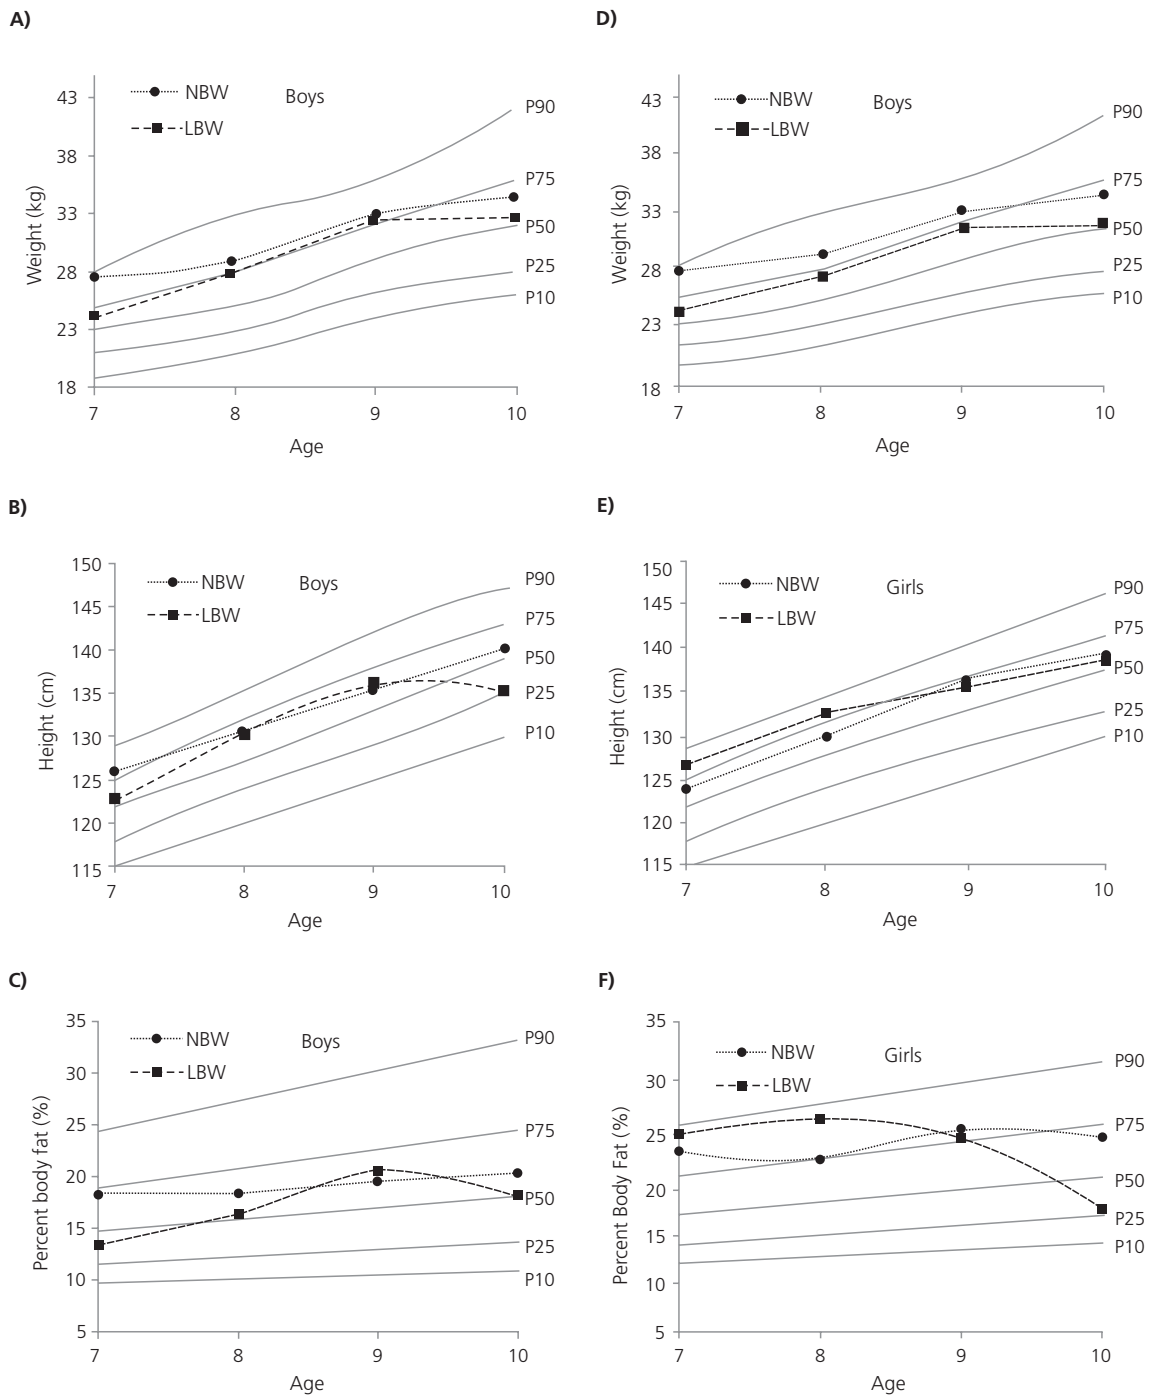 A)
NBW
LBW
Boys
43
38
33
28
23
18
Weight (kg)
P90
P75
P50
P25
P10
7 8 9 10
Age
D)
NBW
LBW
Boys
43
38
33
28
23
18
Weight (kg)
P90
P75
P50
P25
P10
7 8 9 10
Age
B)
NBW
LBW
Boys
150
145
140
135
130
125
120
115
Height (cm)
P90
P75
P50
P25
P10
7 8 9 10
Age
E)
NBW
LBW
Girls
150
145
140
135
130
125
120
115
Height (cm)
P90
P75
P50
P25
P10
7 8 9 10
Age
C)
NBW
LBW
Boys
35
30
25
20
15
10
5
Percent body fat (%)
P90
P75
P50
P25
P10
7 8 9 10
Age
F)
NBW
LBW
Girls
35
30
25
20
15
10
5
Percent Body Fat (%)
P90
P75
P50
P25
P10
7 8 9 10
Age